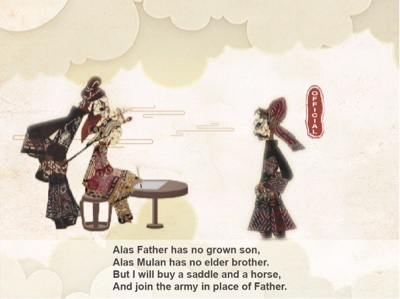 OFFICIAL
Alas Father has no grown son,
Alas Mulan has no elder brother.
But I will buy a saddle and a horse,
And join the army in place of Father.